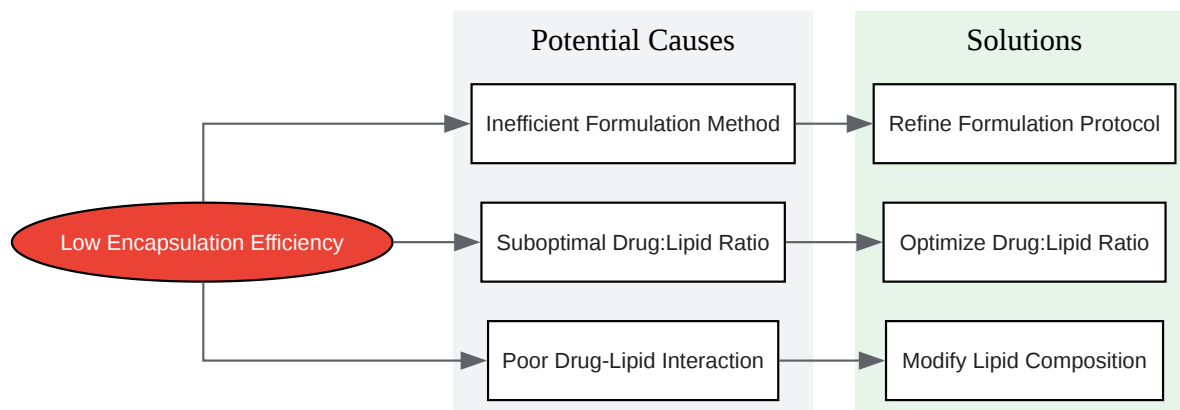 Potential Causes
Solutions
Inefficient Formulation Method
Refine Formulation Protocol
Low Encapsulation Efficiency
Suboptimal Drug:Lipid Ratio
Optimize Drug:Lipid Ratio
Poor Drug-Lipid Interaction
Modify Lipid Composition